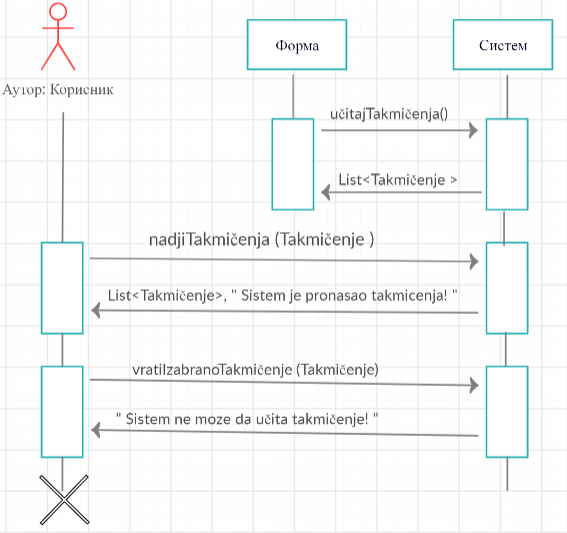 Форма
Систем
Аутор: Корисник
učitajTakmičenja()
List<Takmičenje >
nadjiTakmičenja (Takmičenje )
List<Takmičenje>, " Sistem je pronasao takmicenja! "
vratiIzabranoTakmičenje (Takmičenje)
" Sistem ne moze da učita takmičenje! "